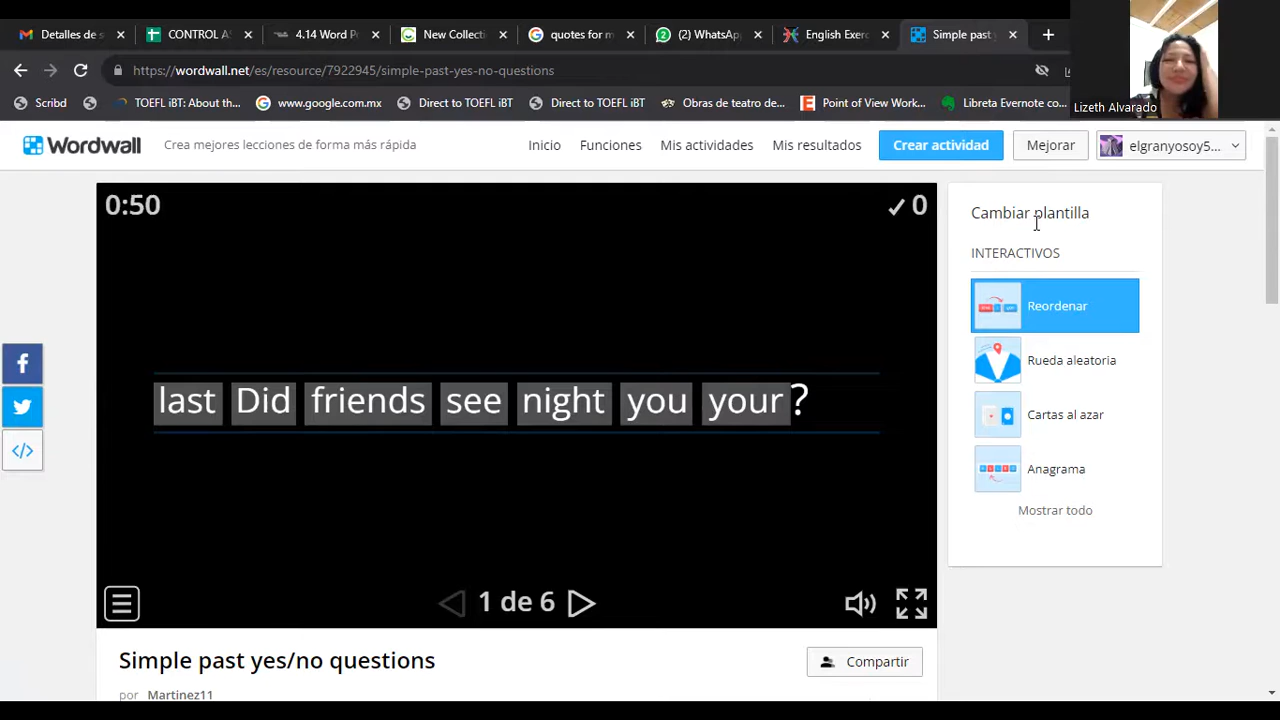 Detalles de s
CONTROL A
4.14 Word P
New Collecti
quotes for m
(2) WhatsAp
English Exer
Simple past
https://wordwall.net/es/resource/7922945/simple-past-yes-no-questions
Scribd
TOEFL iBT: About th...
www.google.com.mx
Direct to TOEFL iBT
Direct to TOEFL iBT
Obras de teatro de...
Point of View Work...
Libreta Evernote co...
Lizeth Alvarado
Wordwall
Crea mejores lecciones de forma más rápida
Inicio
Funciones
Mis actividades
Mis resultados
Crear actividad
Mejorar
elgranyosoy5...
0:50
✓ 0
last Did friends see night you your ?
1 de 6
Cambiar plantilla
INTERACTIVOS
Reordenar
Rueda aleatoria
Cartas al azar
Anagrama
Mostrar todo
Simple past yes/no questions
Compartir
por Martinez11